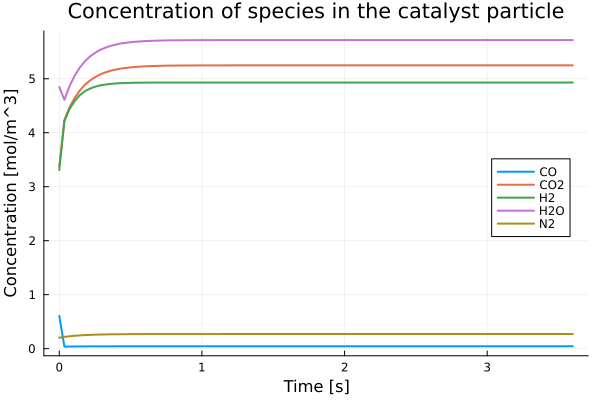 Concentration of species in the catalyst particle
Concentration [mol/m^3]
5
4
3
2
1
0
CO
CO2
H2
H2O
N2
0 1 2 3
Time [s]